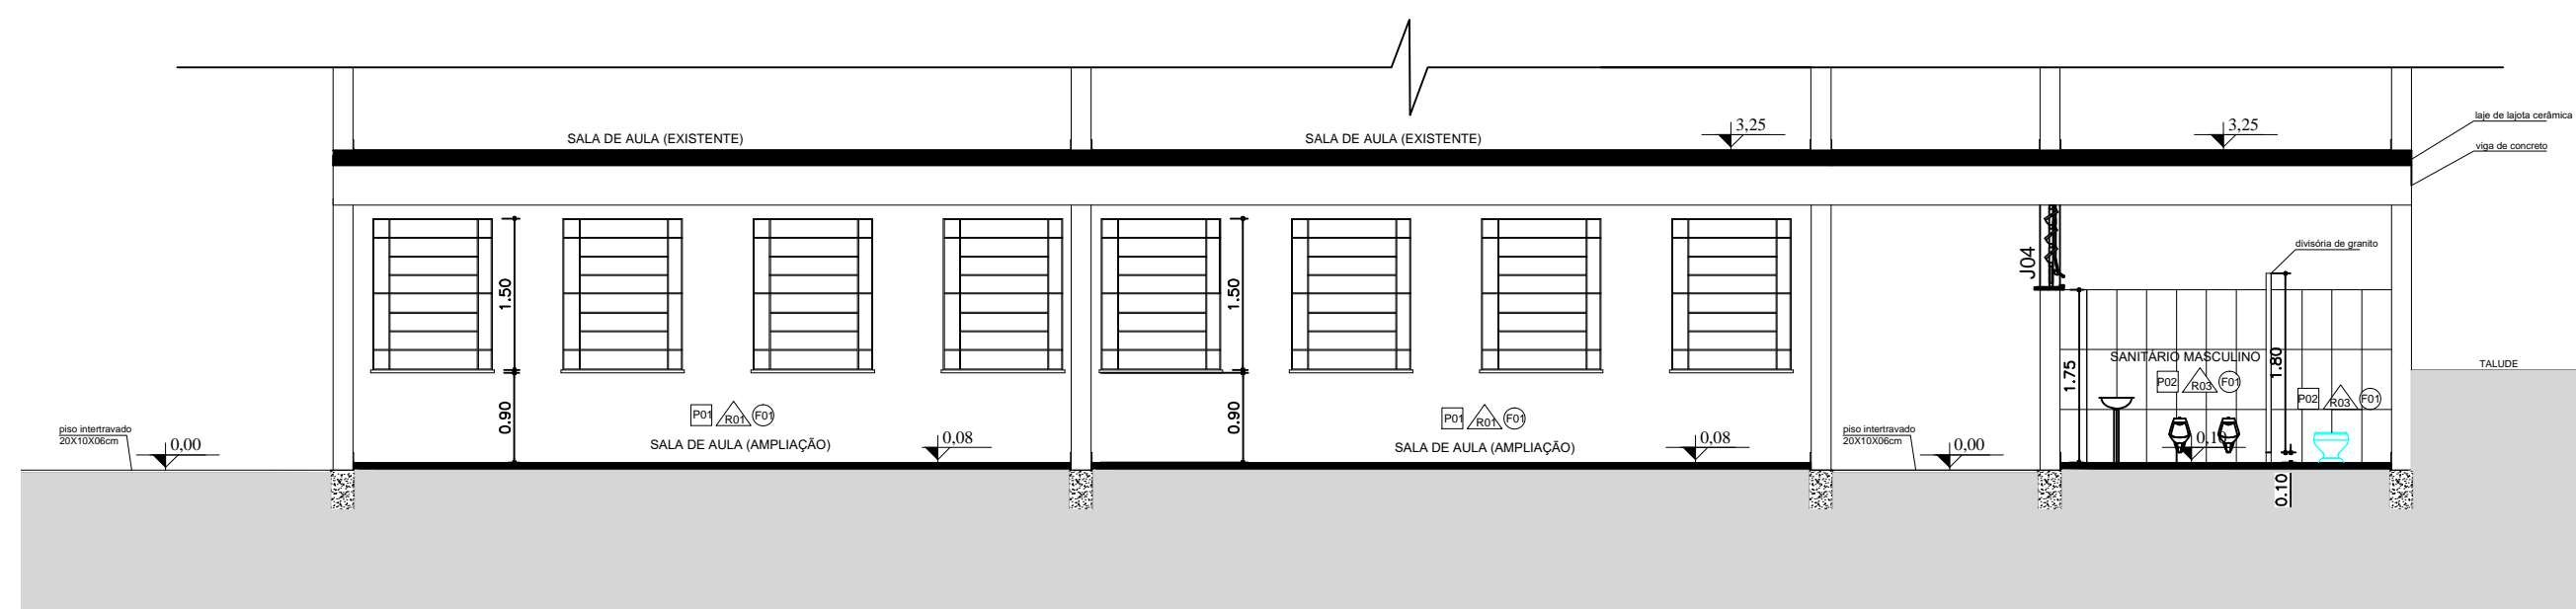 SALA DE AULA (EXISTENTE)
SALA DE AULA (EXISTENTE)
3,25
3,25
laje de lajota cerâmica
viga de concreto
1.50
1.50
J04
divisória de granito
SANITÁRIO MASCULINO
1.75
1.80
TALUDE
P02 R03 F01
P02 R03 F01
0.90
0.90
P01 R01 F01
P01 R01 F01
SALA DE AULA (AMPLIAÇÃO)
SALA DE AULA (AMPLIAÇÃO)
0,08
0,08
piso intertravado
20X10X06cm
0,00
piso intertravado
20X10X06cm
0,00
0.10